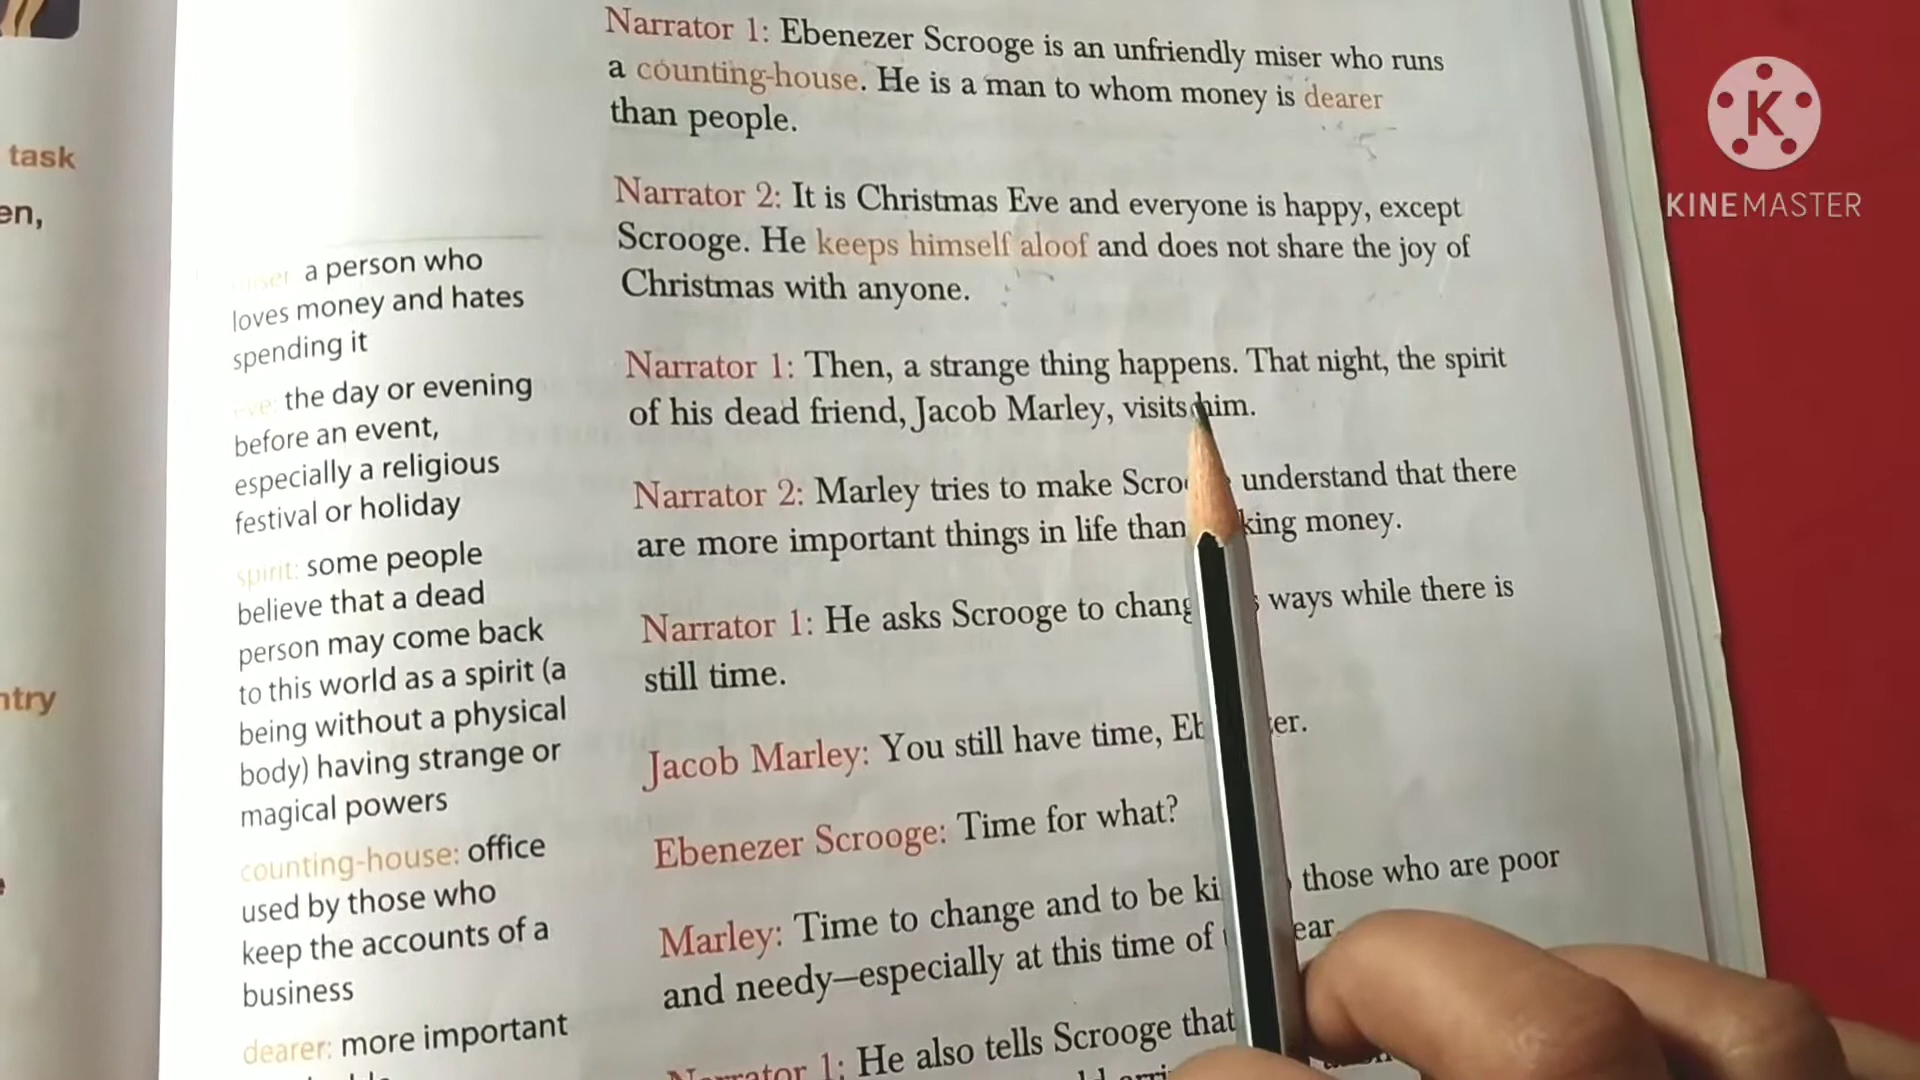 task
en,
ntry
a person who
loves money and hates
spending it
eve: the day or evening
before an event,
especially a religious
festival or holiday
spirit: some people
believe that a dead
person may come back
to this world as a spirit (a
being without a physical
body) having strange or
magical powers
counting-house: office
used by those who
keep the accounts of a
business
dearer: more important
Narrator 1: Ebenezer Scrooge is an unfriendly miser who runs
a counting-house. He is a man to whom money is dearer
than people.
Narrator 2: It is Christmas Eve and everyone is happy, except
Scrooge. He keeps himself aloof and does not share the joy of
Christmas with anyone.
Narrator 1: Then, a strange thing happens. That night, the spirit
of his dead friend, Jacob Marley, visits him.
Narrator 2: Marley tries to make Scro understand that there
are more important things in life than king money.
Narrator 1: He asks Scrooge to chang ways while there is
still time.
Jacob Marley: You still have time, Eb er.
Ebenezer Scrooge: Time for what?
Marley: Time to change and to be ki those who are poor
and needy—especially at this time of ear.
Narrator 1: He also tells Scrooge that
K
KINEMASTER